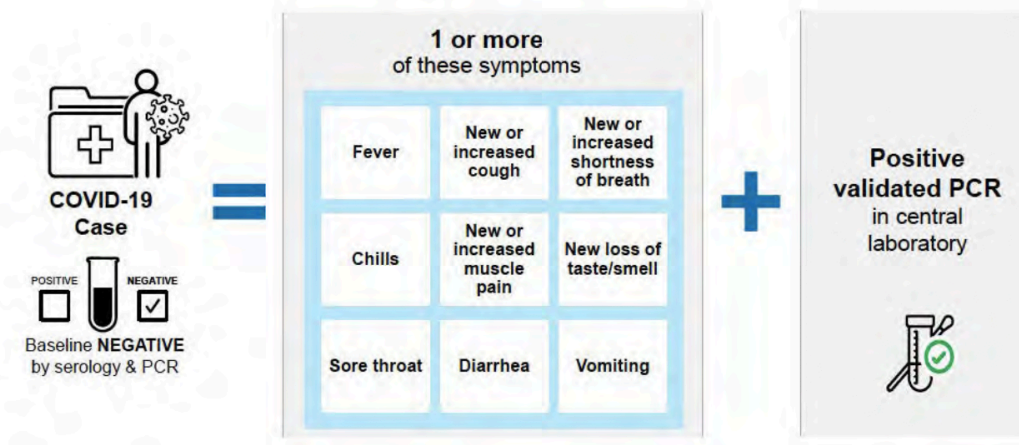 COVID-19
Case
POSITIVE
NEGATIVE
Baseline NEGATIVE
by serology & PCR
=
1 or more
of these symptoms
Fever
New or
increased
cough
New or
increased
shortness
of breath
Chills
New or
increased
muscle
pain
New loss of
taste/smell
Sore throat
Diarrhea
Vomiting
+
Positive
validated PCR
in central
laboratory